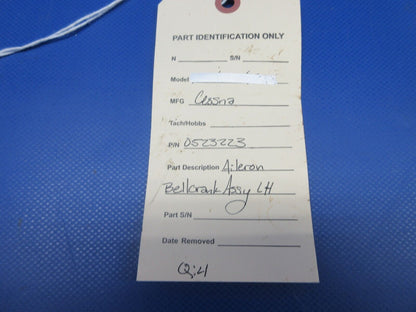 PART IDENTIFICATION ONLY
N S/N
Model
MFG Cessna
Tach/Hobbs
P/N 0523223
Part Description Aileron
Bellcrank Assy LH
Part S/N
Date Removed
Q:4